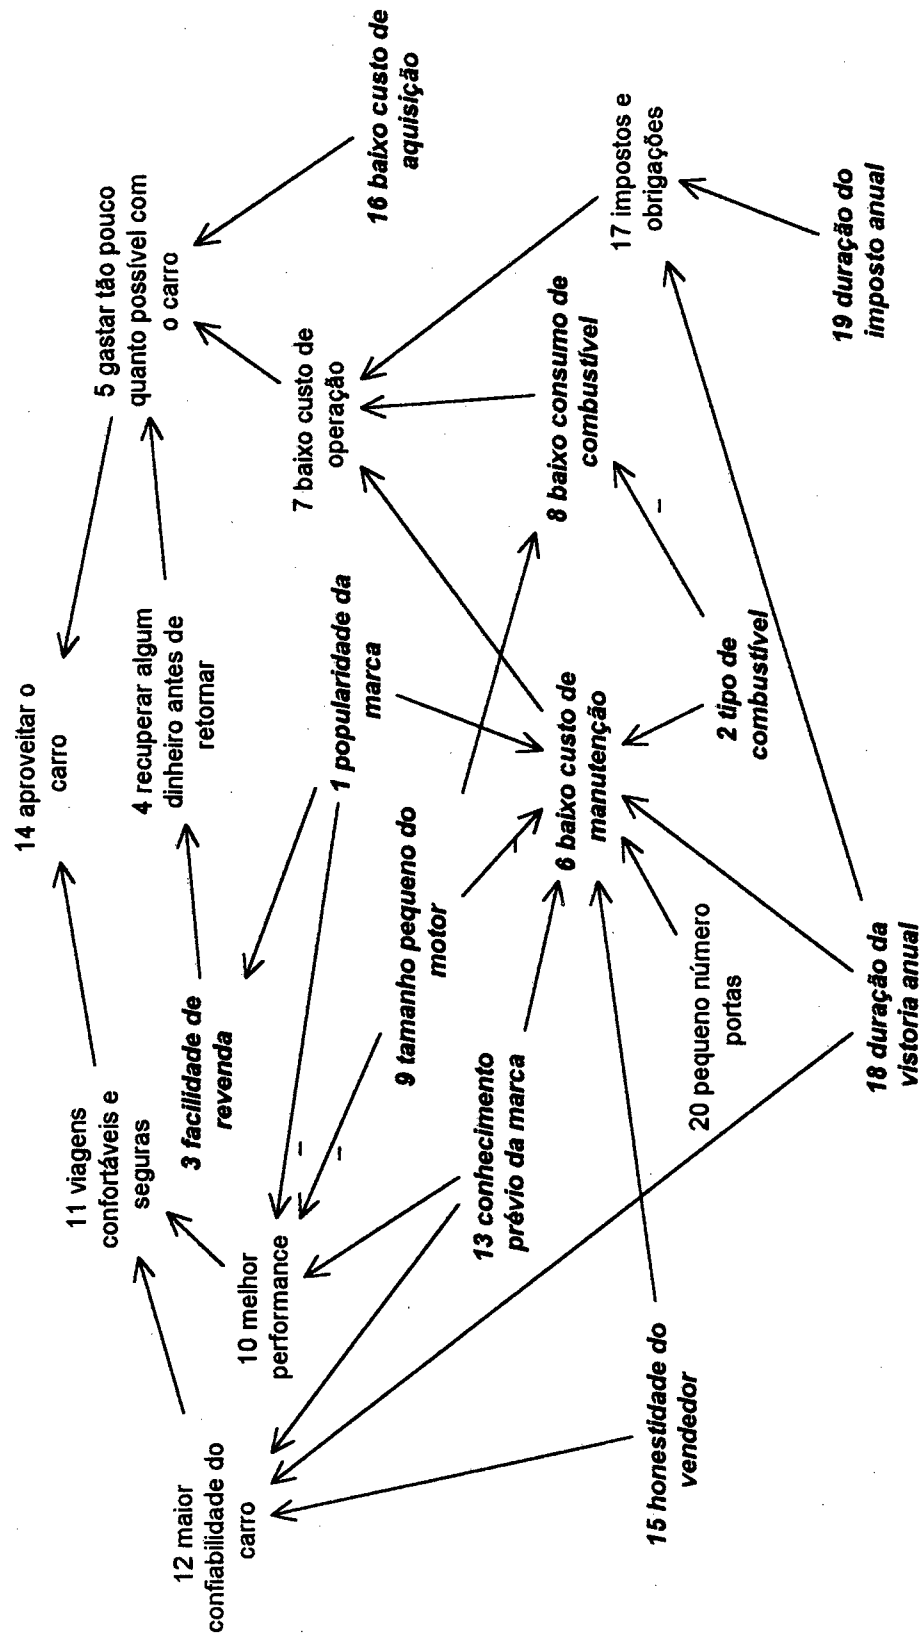 14 aproveitar o
carro
11 viagens
confortáveis e
seguras
5 gastar tão pouco
quanto possível com
o carro
4 recuperar algum
dinheiro antes de
retornar
12 maior
confiabilidade do
carro
3 facilidade de
revenda
10 melhor
performance
7 baixo custo de
operação
16 baixo custo de
aquisição
1 popularidade da
marca
9 tamanho pequeno do
motor
13 conhecimento
prévio da marca
6 baixo custo de
manutenção
8 baixo consumo de
combustível
17 impostos e
obrigações
15 honestidade do
vendedor
20 pequeno número
portas
2 tipo de
combustível
18 duração da
vistoria anual
19 duração do
imposto anual
-
-
-
-